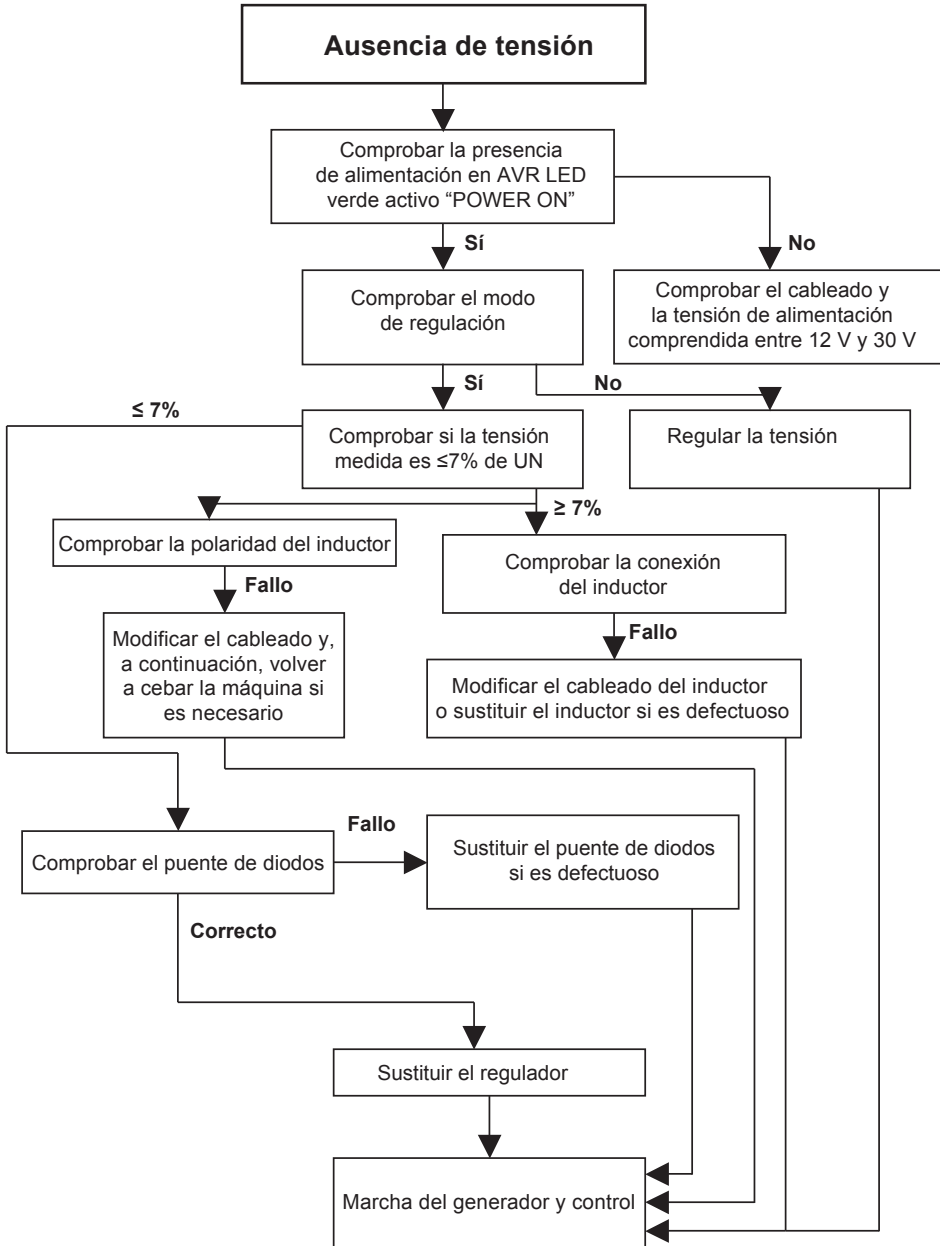 Ausencia de tensión
Comprobar la presencia
de alimentación en AVR LED
verde activo “POWER ON”
Sí
No
Comprobar el modo
de regulación
Comprobar el cableado y
la tensión de alimentación
comprendida entre 12 V y 30 V
Sí
No
≤ 7%
Comprobar si la tensión
medida es ≤7% de UN
Regular la tensión
≥ 7%
Comprobar la polaridad del inductor
Comprobar la conexión
del inductor
Fallo
Fallo
Modificar el cableado y,
a continuación, volver
a cebar la máquina si
es necesario
Modificar el cableado del inductor
o sustituir el inductor si es defectuoso
Comprobar el puente de diodos
Fallo
Sustituir el puente de diodos
si es defectuoso
Correcto
Sustituir el regulador
Marcha del generador y control